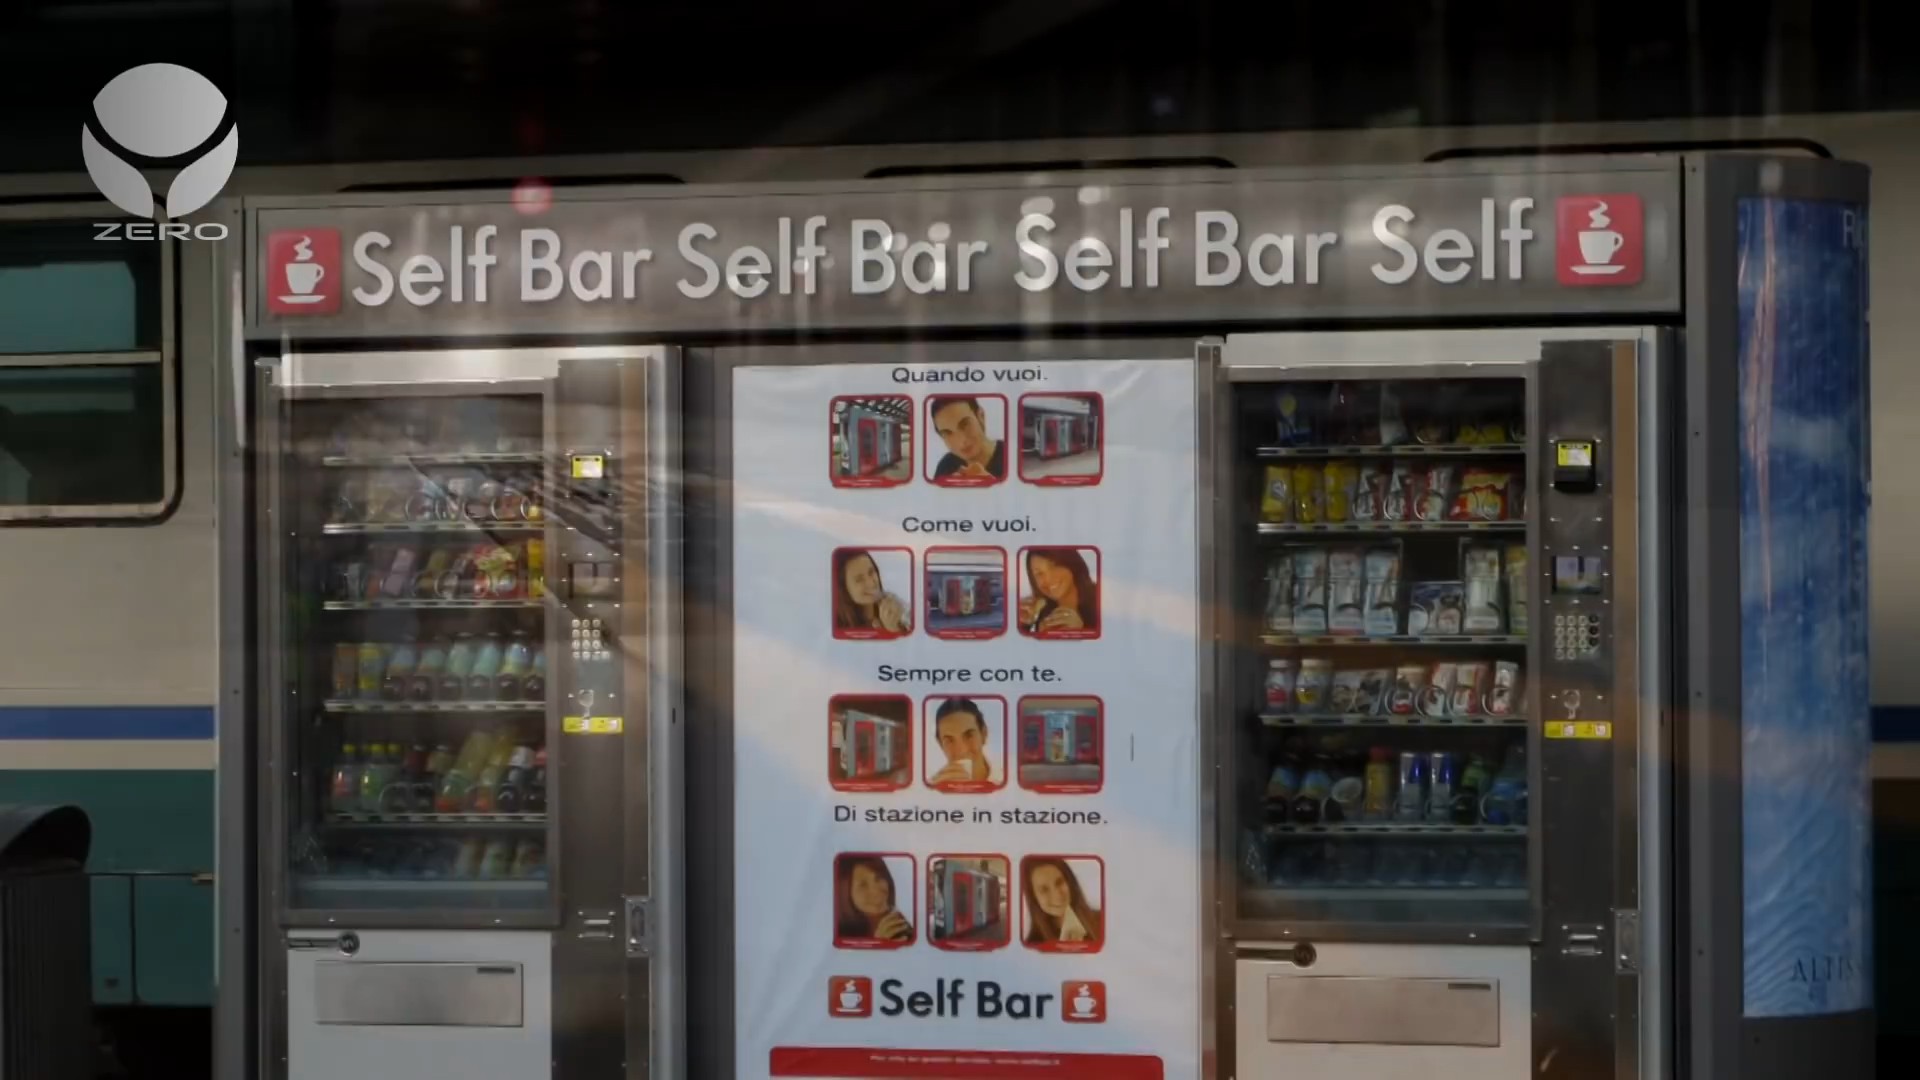 ZERO
Self Bar Self Bar Self Bar Self
Quando vuoi.
Come vuoi.
Sempre con te.
Di stazione in stazione.
Self Bar
ALTIS